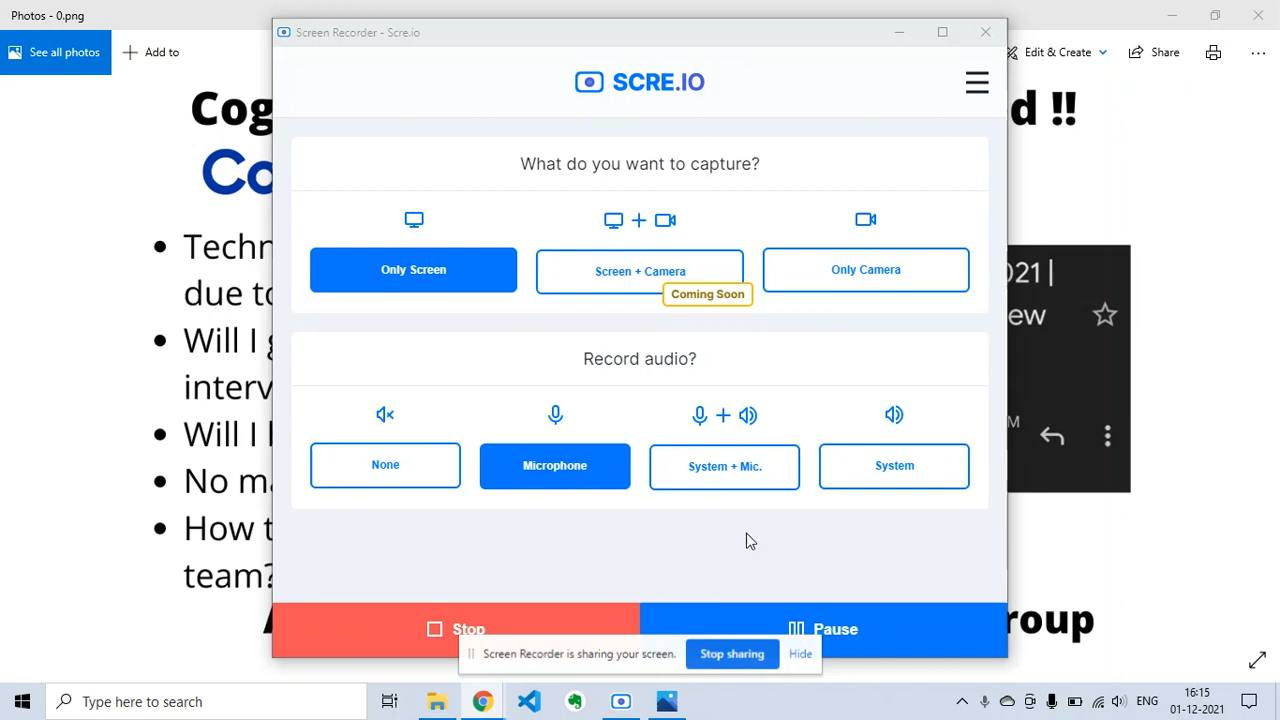 Photos - 0.png
Screen Recorder - Scre.io
See all photos
Add to
Edit & Create
Share
SCRE.IO
Cog
d !!
Co
What do you want to capture?
Only Screen
Screen + Camera
Only Camera
Coming Soon
Techn
due to
Will I g
interv
Will I
No ma
How t
team?
021|
ew
M
Record audio?
None
Microphone
System + Mic.
System
Stop
Pause
roup
Screen Recorder is sharing your screen.
Stop sharing
Hide
Type here to search
ENG
16:15
01-12-2021